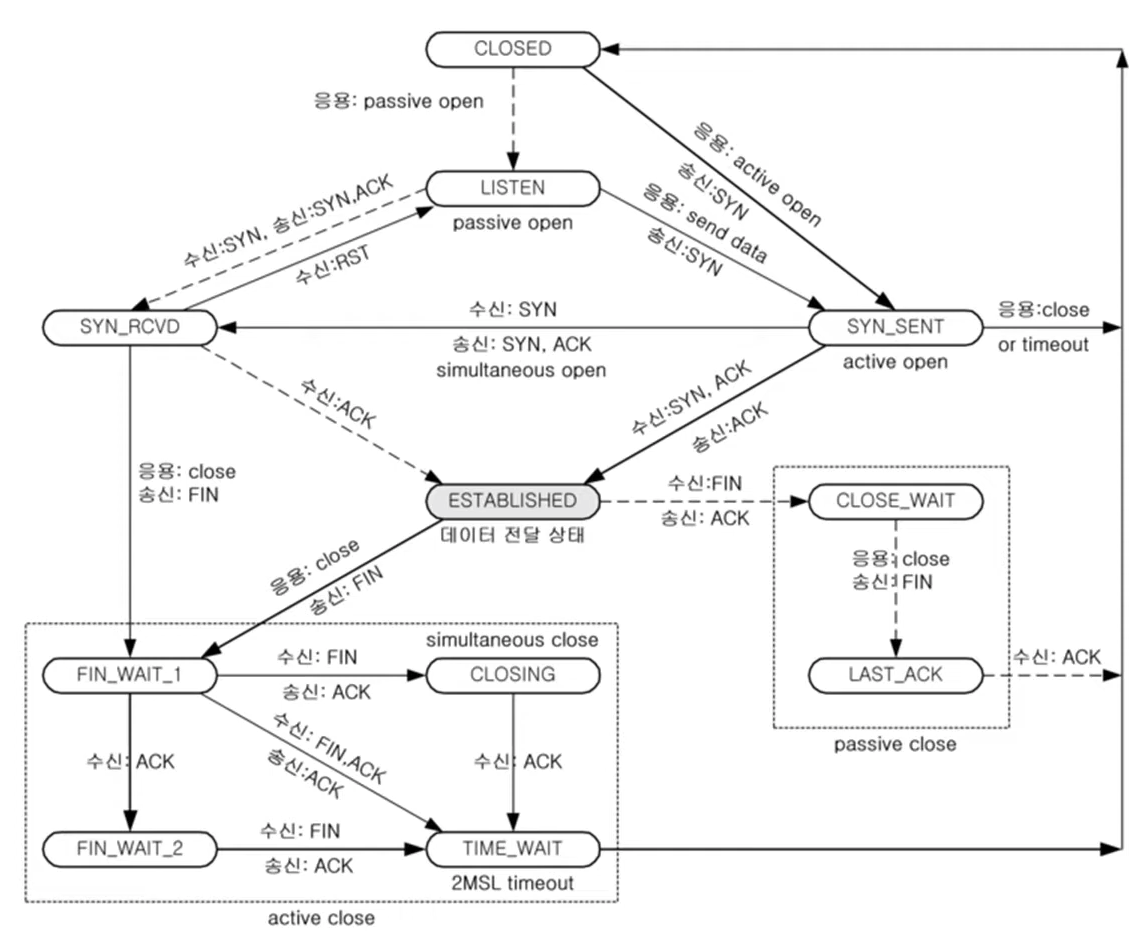 CLOSED
응용: passive open
응용: active open
송신:SYN
LISTEN
passive open
수신:SYN, 송신:SYN,ACK
수신:RST
응용: send data
송신:SYN
SYN_RCVD
수신: SYN
송신: SYN, ACK
simultaneous open
SYN_SENT
active open
응용:close
or timeout
수신:ACK
수신:SYN, ACK
송신:ACK
응용: close
송신: FIN
ESTABLISHED
데이터 전달 상태
수신:FIN
송신: ACK
CLOSE_WAIT
응용: close
송신: FIN
응용: close
송신: FIN
simultaneous close
FIN_WAIT_1
수신: FIN
송신: ACK
CLOSING
LAST_ACK
수신: ACK
passive close
수신: ACK
수신: FIN,ACK
송신:ACK
수신: ACK
FIN_WAIT_2
수신: FIN
송신: ACK
TIME_WAIT
2MSL timeout
active close